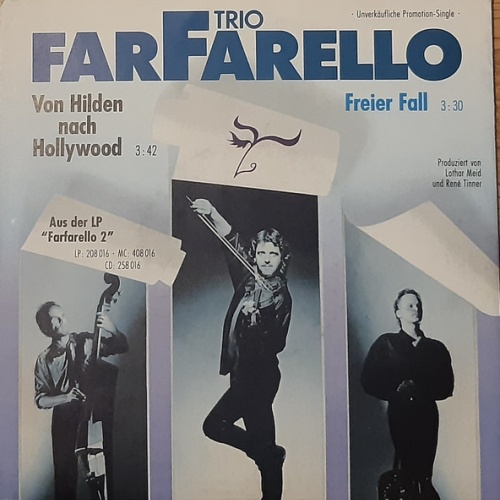 - Unverkäufliche Promotion-Single -
TRIO
FARFARELLO
Von Hilden
nach
Hollywood 3:42
Freier Fall 3:30
Produziert von
Lothar Meid
und René Tinner
Aus der LP
"Farfarello 2"
LP: 208 016 - MC: 408 016
CD: 258 016